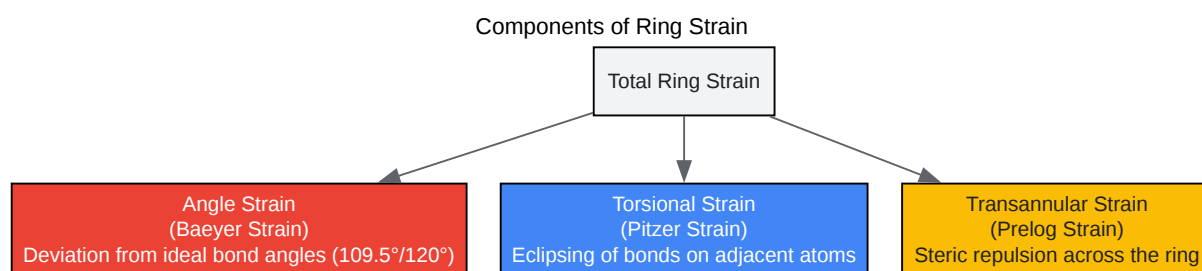 Components of Ring Strain
Total Ring Strain
Angle Strain
(Baeyer Strain)
Deviation from ideal bond angles (109.5°/120°)
Torsional Strain
(Pitzer Strain)
Eclipsing of bonds on adjacent atoms
Transannular Strain
(Prelog Strain)
Steric repulsion across the ring